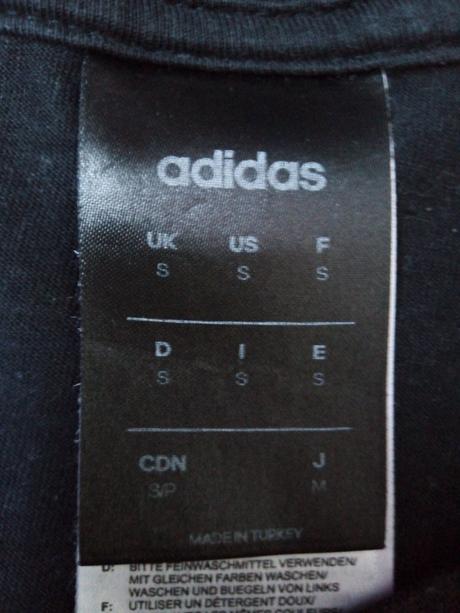 adidas
UK US F
S S S
D I E
S S S
CDN J
S/P M
MADE IN TURKEY
D: BITTE FEINWASCHMITTEL VERWENDEN/
MIT GLEICHEN FARBEN WASCHEN/
WASCHEN UND BUEGELN VON LINKS
F: UTILISER UN DÉTERGENT DOUX/